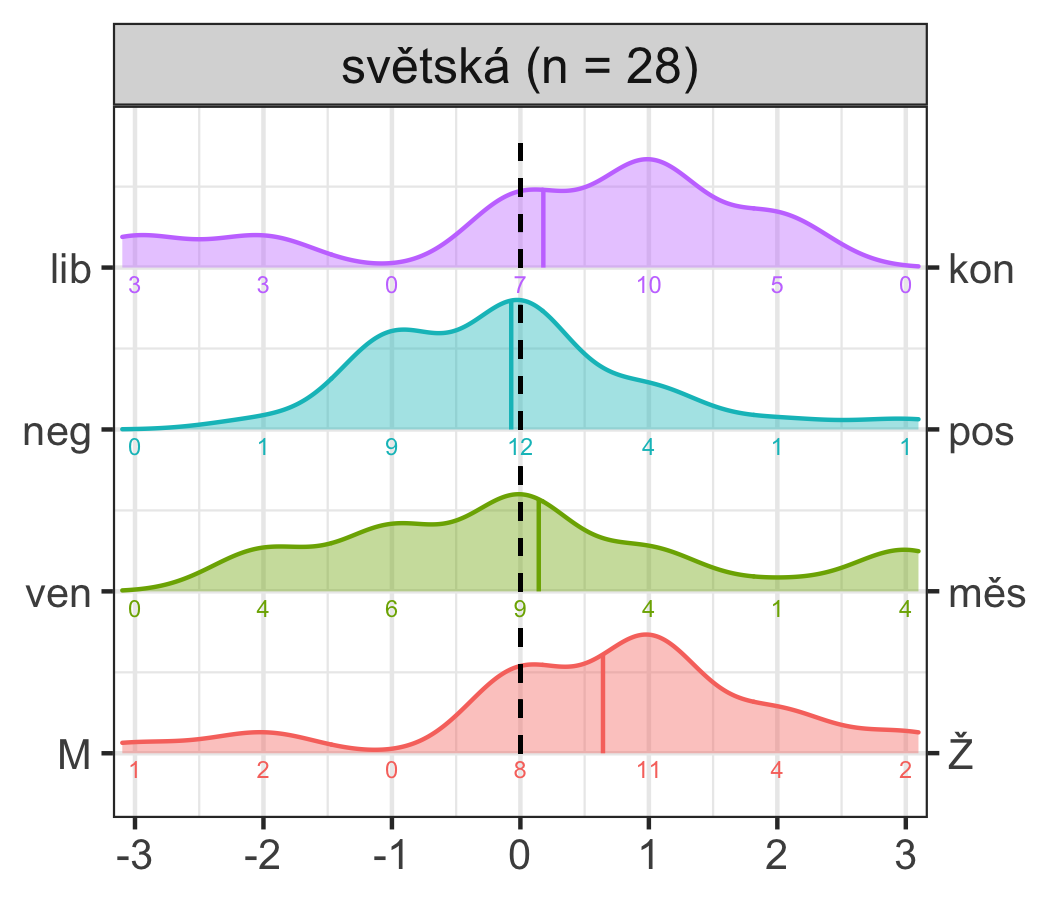 světská (n = 28)
lib kon
3 3 0 7 10 5 0
neg pos
0 1 9 12 4 1 1
ven měs
0 4 6 9 4 1 4
M Ž
1 2 0 8 11 4 2
-3 -2 -1 0 1 2 3